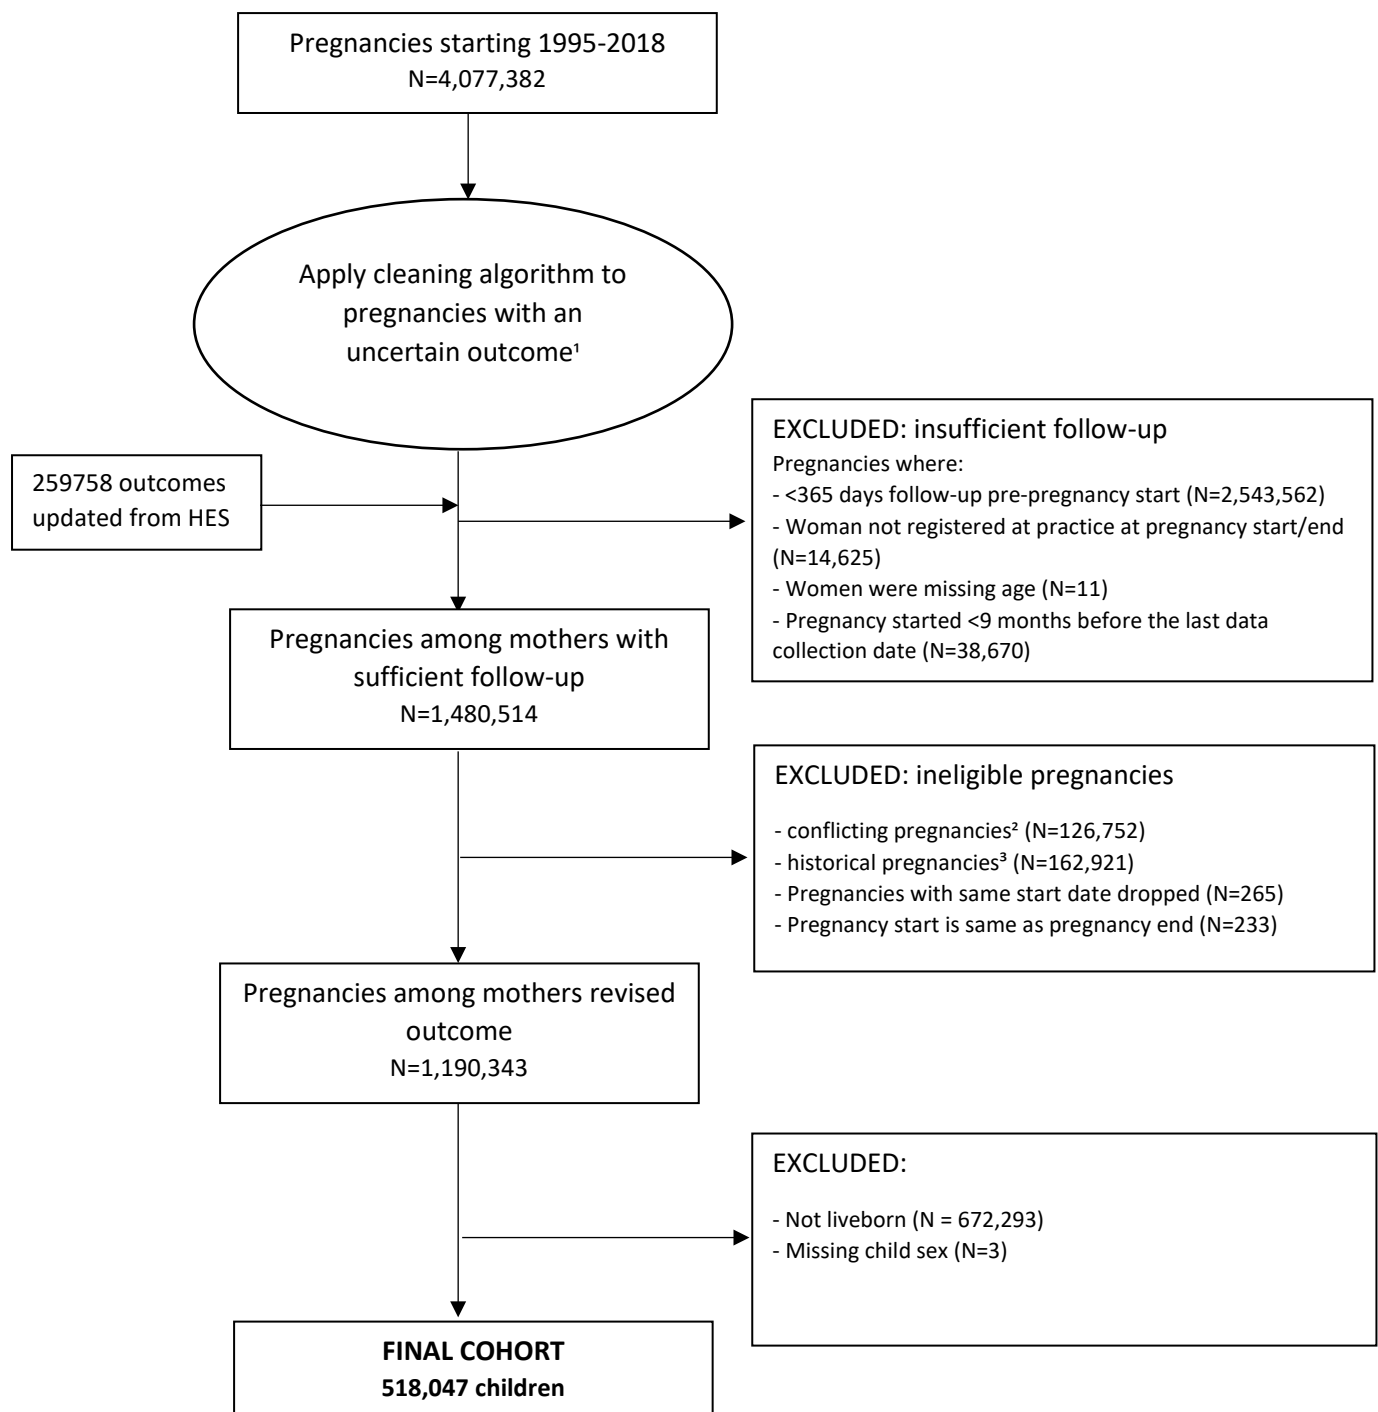 Pregnancies starting 1995-2018
N=4,077,382
Apply cleaning algorithm to
pregnancies with an
uncertain outcome¹
259758 outcomes
updated from HES
EXCLUDED: insufficient follow-up
Pregnancies where:
- <365 days follow-up pre-pregnancy start (N=2,543,562)
- Woman not registered at practice at pregnancy start/end
(N=14,625)
- Women were missing age (N=11)
- Pregnancy started <9 months before the last data
collection date (N=38,670)
Pregnancies among mothers with
sufficient follow-up
N=1,480,514
EXCLUDED: ineligible pregnancies
- conflicting pregnancies² (N=126,752)
- historical pregnancies³ (N=162,921)
- Pregnancies with same start date dropped (N=265)
- Pregnancy start is same as pregnancy end (N=233)
Pregnancies among mothers revised
outcome
N=1,190,343
EXCLUDED:
- Not liveborn (N = 672,293)
- Missing child sex (N=3)
FINAL COHORT
518,047 children